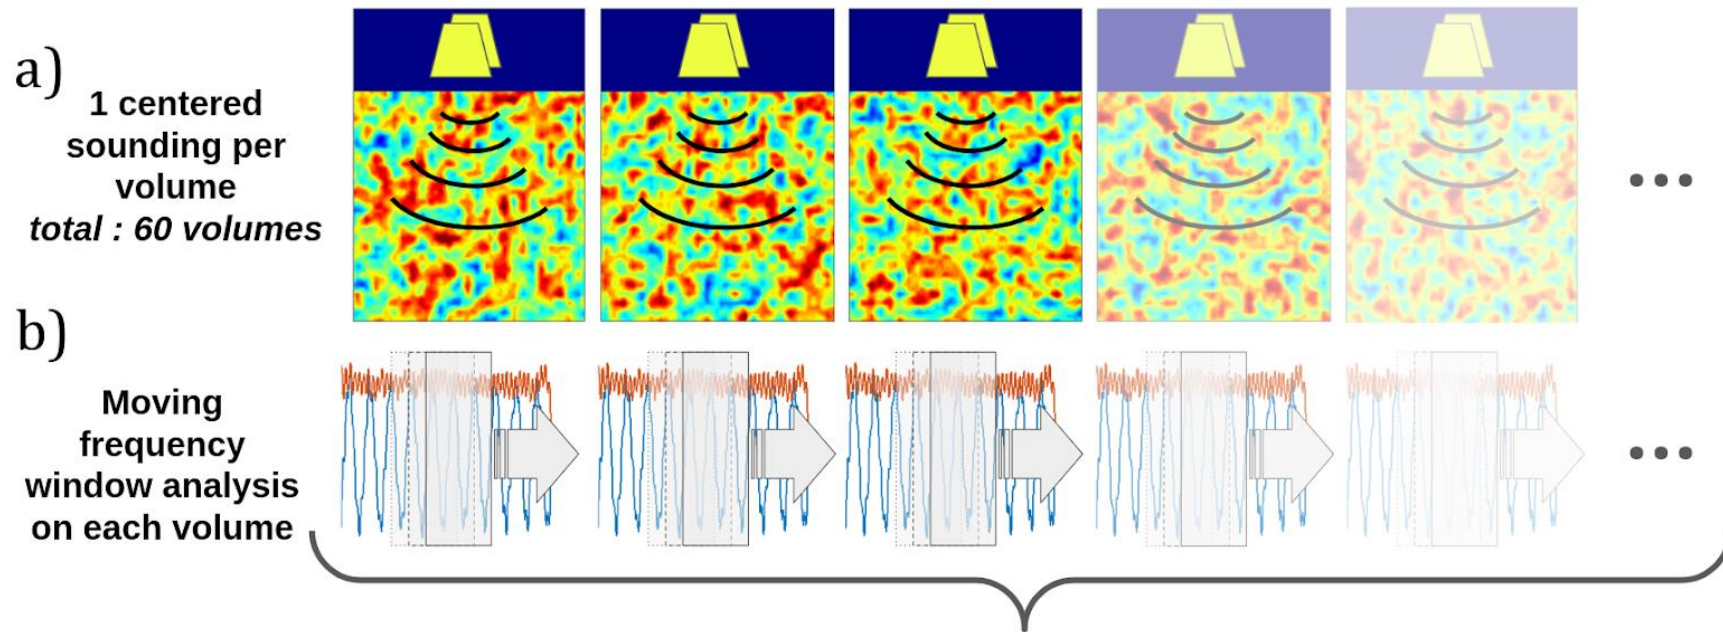 a)
1 centered
sounding per
volume
total : 60 volumes
b)
Moving
frequency
window analysis
on each volume